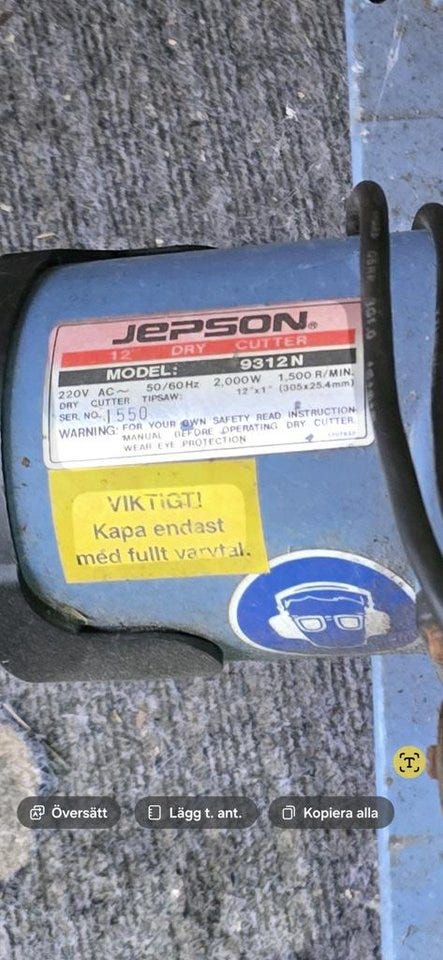 JEPSON®
12" DRY CUTTER
MODEL: 9312N
220V AC~ 50/60Hz 2,000W 1,500 R/MIN.
DRY CUTTER TIPSAW: 12"x1" (305x25.4mm)
SER. NO. 1550
WARNING: FOR YOUR OWN SAFETY READ INSTRUCTION
MANUAL BEFORE OPERATING DRY CUTTER.
WEAR EYE PROTECTION
VIKTIGT!
Kapa endast
med fullt varvtal.
T
Översätt
Lägg t. ant.
Kopiera alla